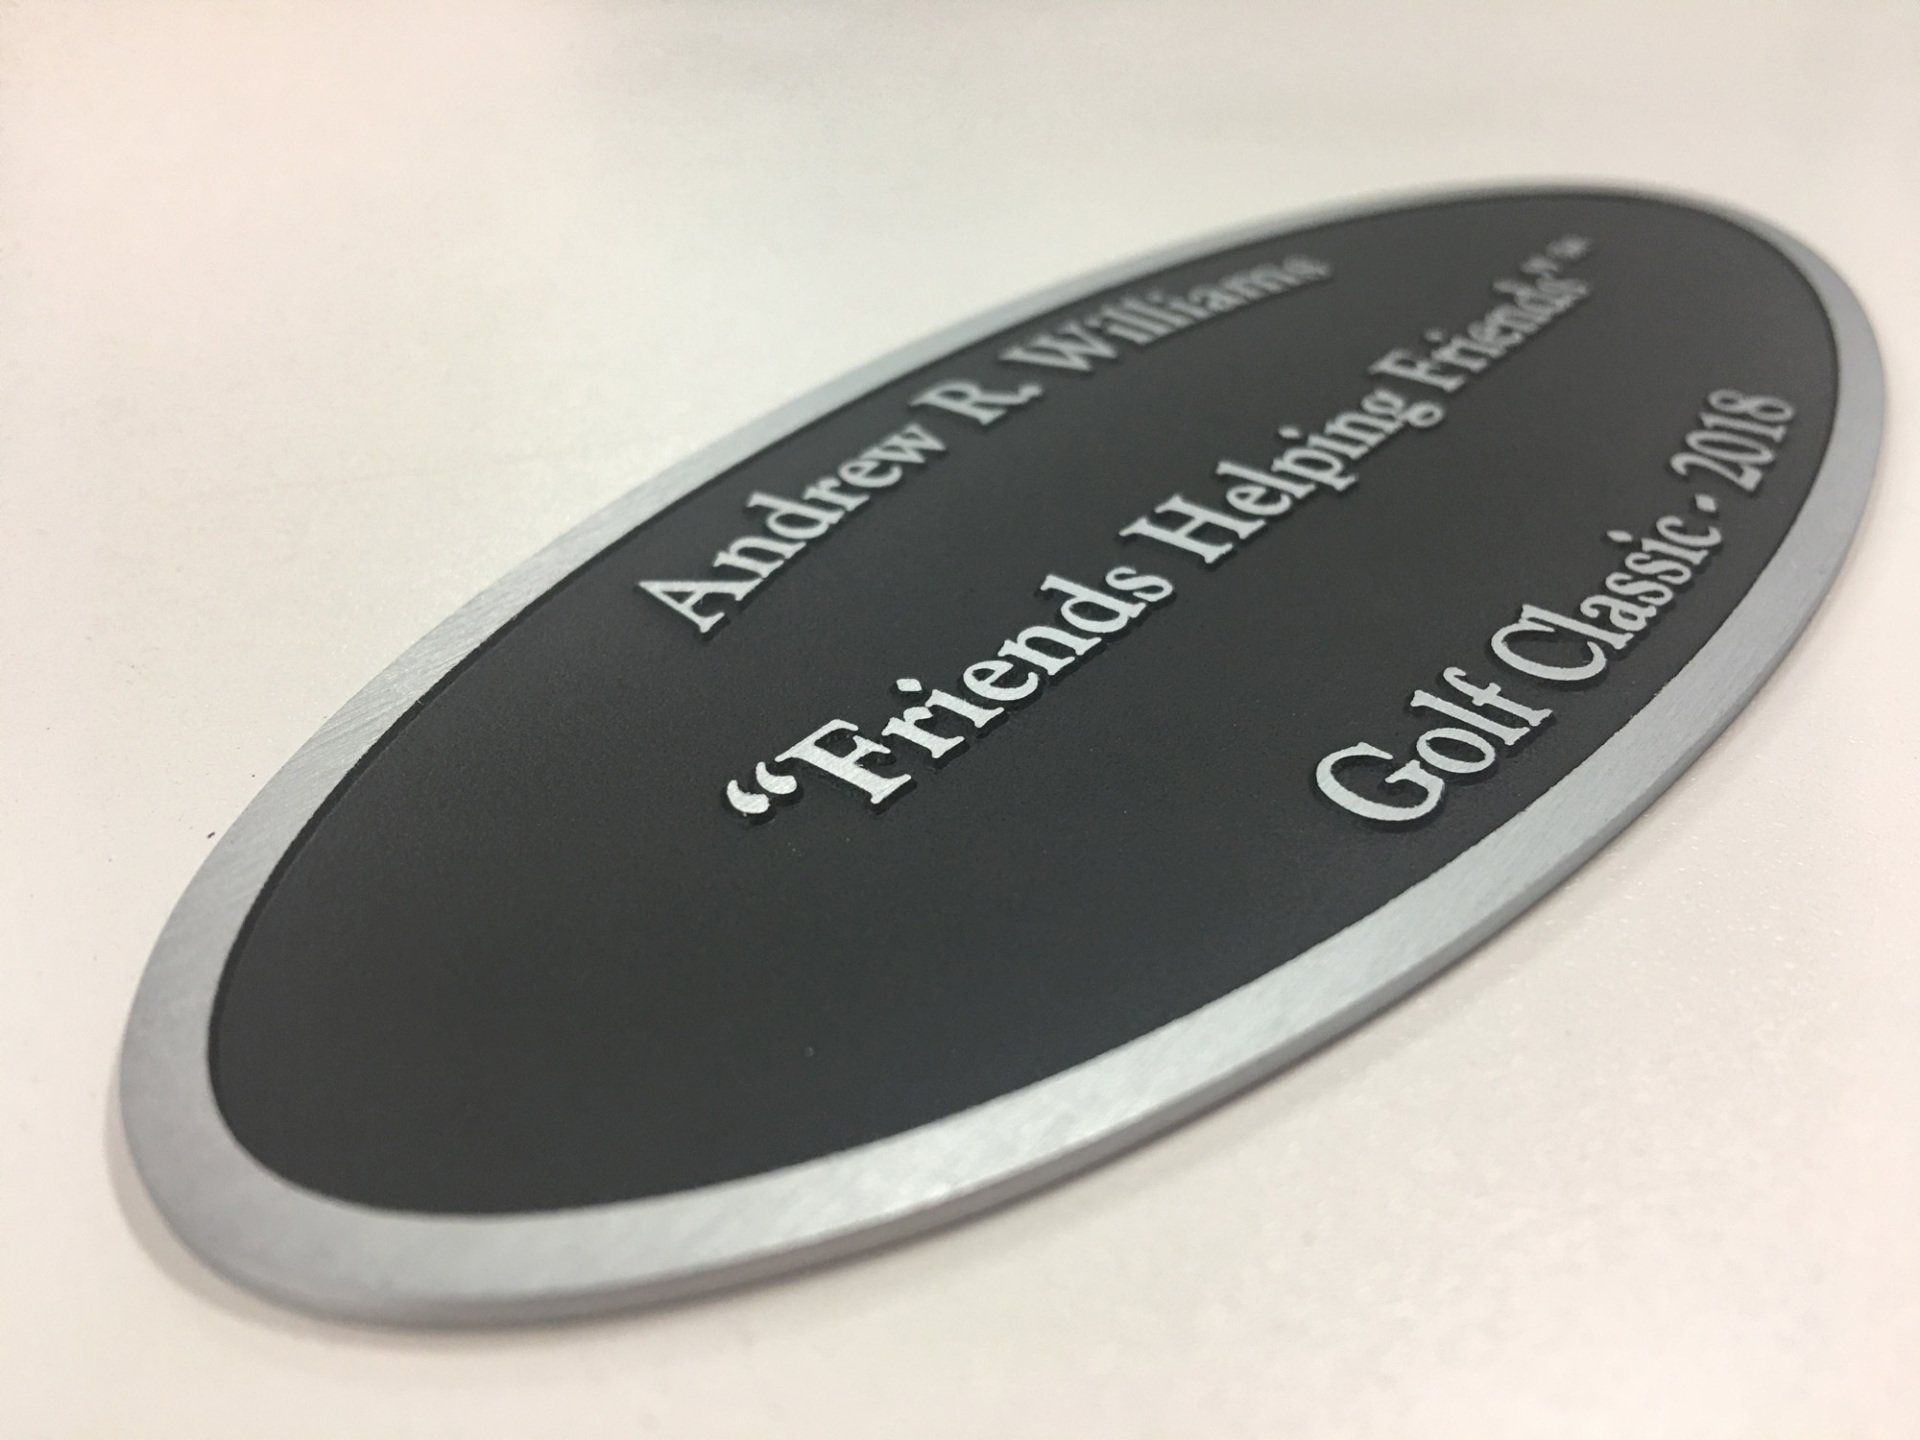 Andrew R. Williams
“Friends Helping Friends”
Golf Classic • 2018